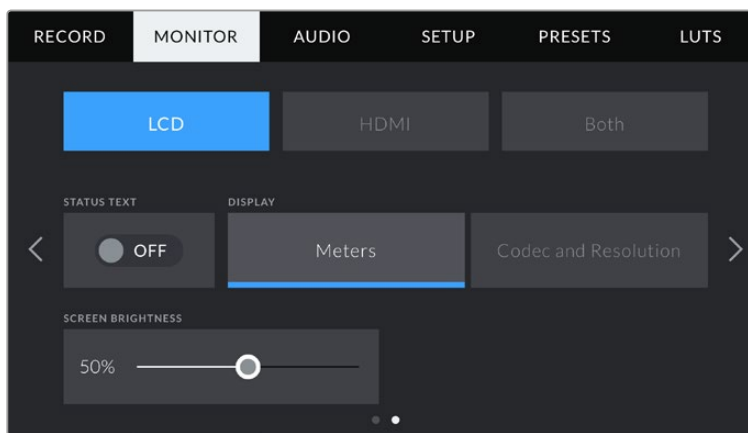 RECORD MONITOR AUDIO SETUP PRESETS LUTS
LCD HDMI Both
STATUS TEXT DISPLAY
OFF Meters Codec and Resolution
SCREEN BRIGHTNESS
50%